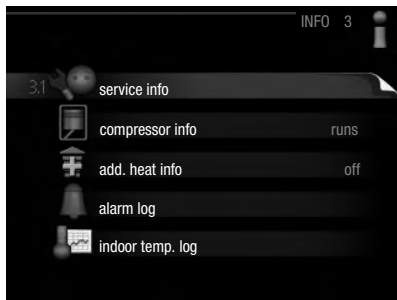 INFO 3
3.1 service info
compressor info runs
add. heat info off
alarm log
indoor temp. log